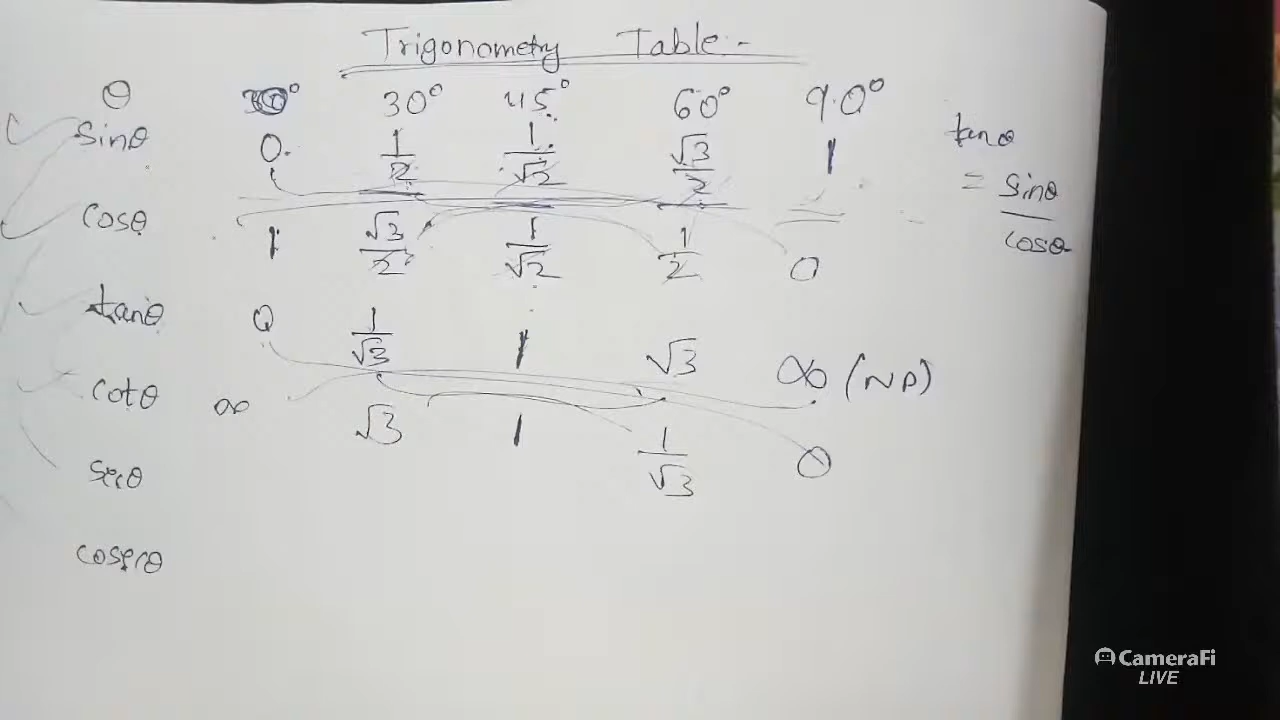 Trigonometry Table -
θ 0° 30° 45° 60° 90°
sinθ 0 1/2 1/√2 √3/2 1
cosθ 1 √3/2 1/√2 1/2 0
tanθ 0 1/√3 1 √3 ∞ (ND)
cotθ ∞ √3 1 1/√3 0
secθ
cosecθ
tanθ
= sinθ/cosθ
CameraFi
LIVE